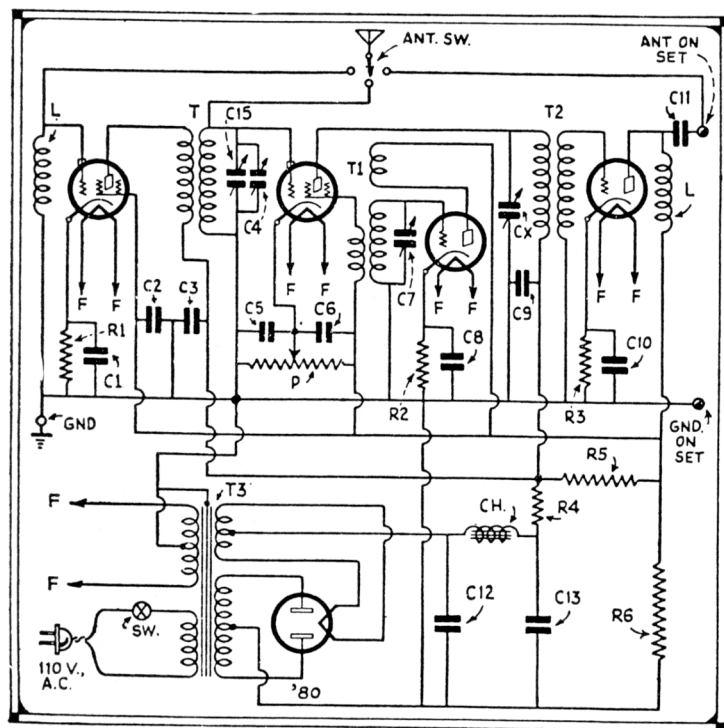 ANT. SW.
ANT ON
SET
L
T
C15
T2
C11
T1
C4
L
CX
C7
F
F
C2
C3
F
F
F
F
C9
F
F
R1
C5
C6
C8
C10
C1
P
R2
R3
GND
GND.
ON
SET
R5
F
T3
CH.
R4
F
C12
C13
R6
SW.
110 V.,
A.C.
'80